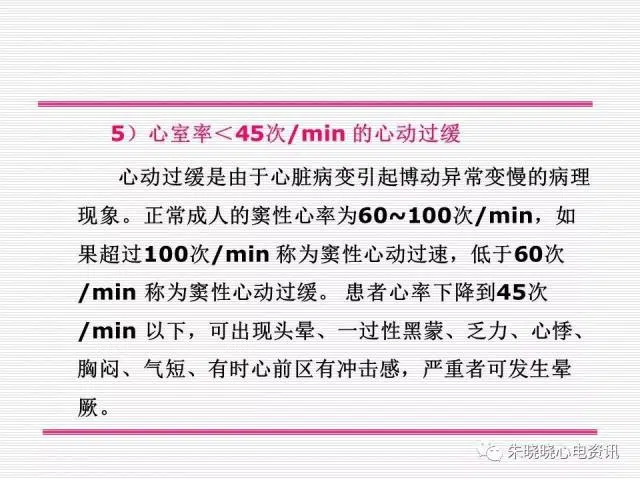 5）心室率＜45次/min 的心动过缓
心动过缓是由于心脏病变引起博动异常变慢的病理
现象。正常成人的窦性心率为60~100次/min，如
果超过100次/min 称为窦性心动过速，低于60次
/min 称为窦性心动过缓。 患者心率下降到45次
/min 以下，可出现头晕、一过性黑蒙、乏力、心悸、
胸闷、气短、有时心前区有冲击感，严重者可发生晕
厥。
朱晓晓心电资讯